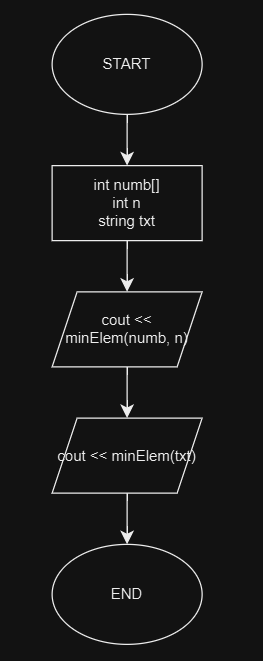 START
int numb[]
int n
string txt
cout <<
minElem(numb, n)
cout << minElem(txt)
END